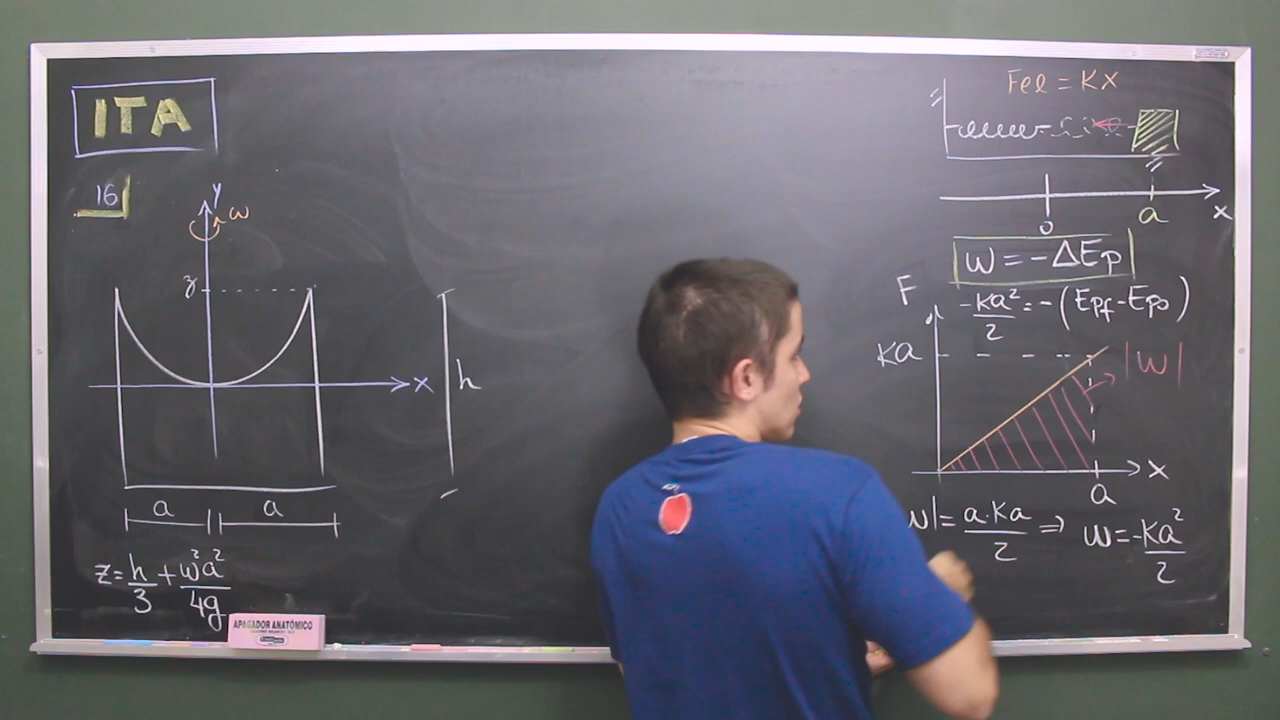 ITA
16
y
ω
z
x
h
a a
z = h/3 + ω²a²/4g
APAGADOR ANATÔMICO
Fel = Kx
0 a x
W = -ΔEp
-Ka²/2 = -(Epf - Epo)
F
Ka
|W|
x
a
W| = a.Ka/2 ⇒ W = -Ka²/2